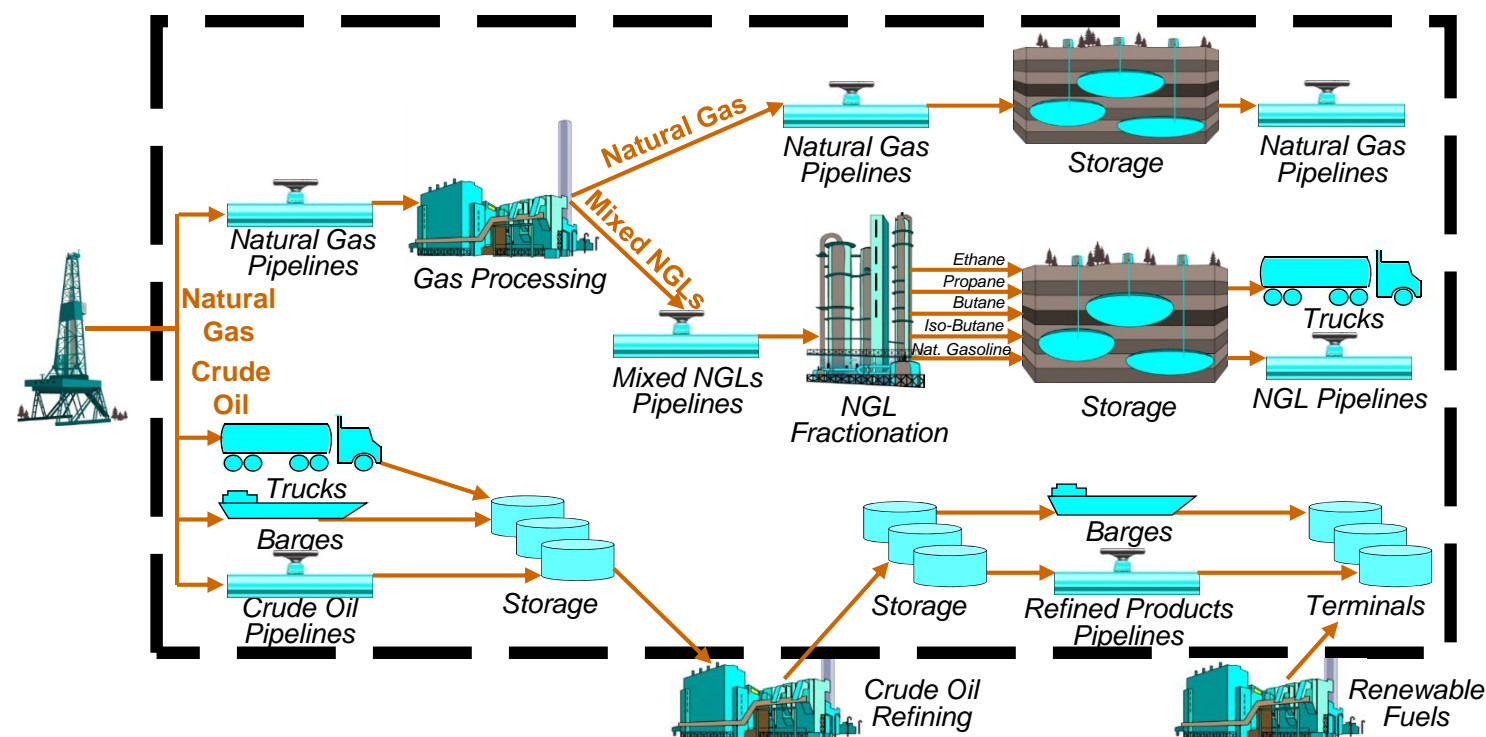 Natural Gas
Natural Gas
Pipelines
Storage
Natural Gas
Pipelines
Natural Gas
Pipelines
Gas Processing
Mixed NGLs
Natural
Gas
Crude
Oil
Mixed NGLs
Pipelines
NGL
Fractionation
Ethane
Propane
Butane
Iso-Butane
Nat. Gasoline
Storage
Trucks
NGL Pipelines
Trucks
Barges
Crude Oil
Pipelines
Storage
Storage
Barges
Refined Products
Pipelines
Terminals
Crude Oil
Refining
Renewable
Fuels